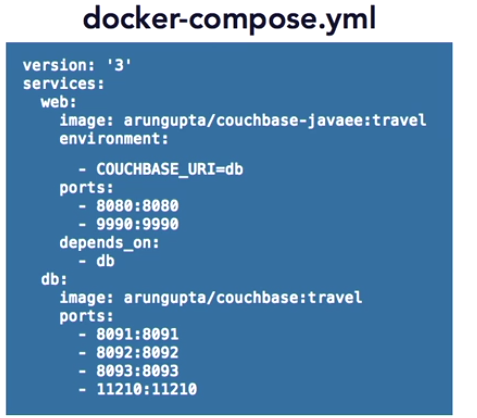 docker-compose.yml
version: '3'
services:
  web:
    image: arungupta/couchbase-javaee:travel
    environment:
      - COUCHBASE_URI=db
    ports:
      - 8080:8080
      - 9990:9990
    depends_on:
      - db
  db:
    image: arungupta/couchbase:travel
    ports:
      - 8091:8091
      - 8092:8092
      - 8093:8093
      - 11210:11210